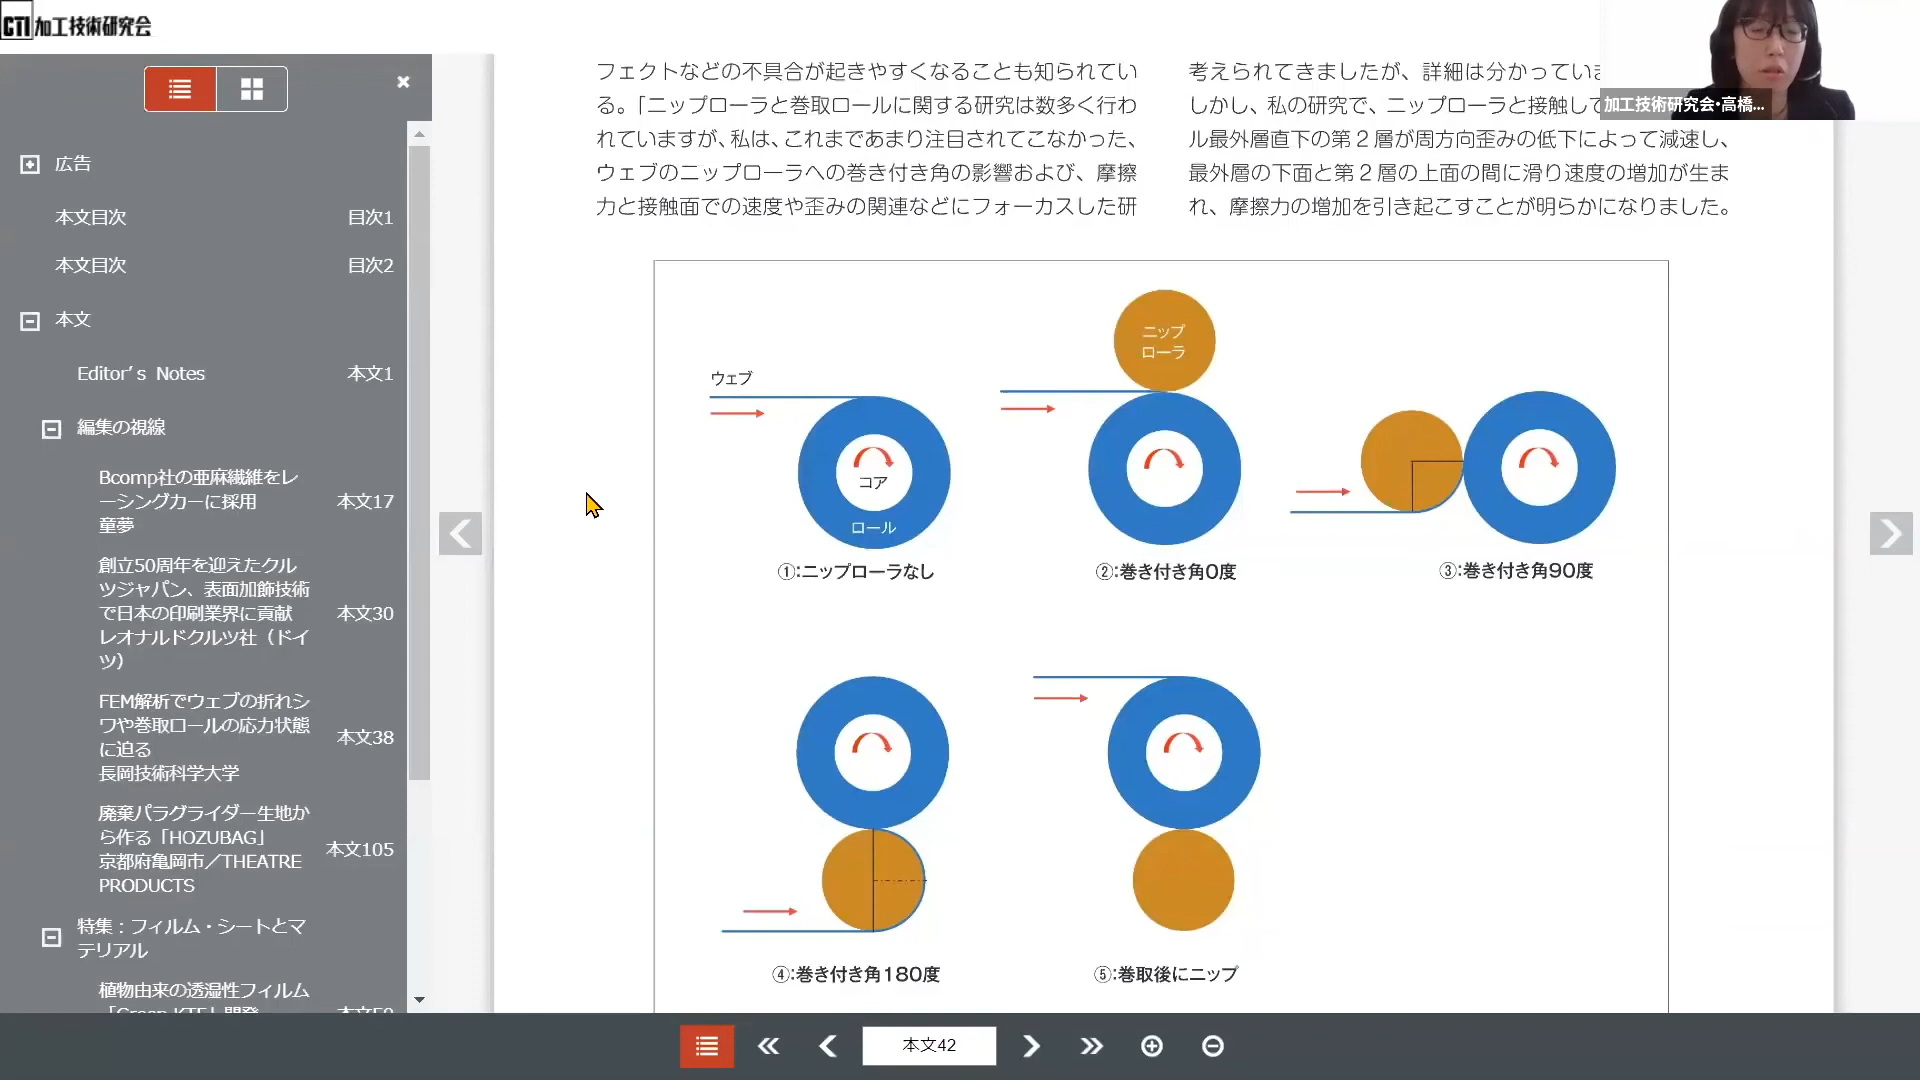 CTI 加工技術研究会
広告
本文目次 目次1
本文目次 目次2
本文
Editor's Notes 本文1
編集の視線
Bcomp社の亜麻繊維をレ
ーシングカーに採用
童夢
本文17
創立50周年を迎えたクル
ツジャパン、表面加飾技術
で日本の印刷業界に貢献
レオナルドクルツ社（ドイ
ツ）
本文30
FEM解析でウェブの折れシ
ワや巻取ロールの応力状態
に迫る
長岡技術科学大学
本文38
廃棄パラグライダー生地か
ら作る「HOZUBAG」
京都府亀岡市／THEATRE
PRODUCTS
本文105
特集：フィルム・シートとマ
テリアル
植物由来の透湿性フィルム
フェクトなどの不具合が起きやすくなることも知られてい
る。「ニップローラと巻取ロールに関する研究は数多く行わ
れていますが、私は、これまであまり注目されてこなかった、
ウェブのニップローラへの巻き付き角の影響および、摩擦
力と接触面での速度や歪みの関連などにフォーカスした研
考えられてきましたが、詳細は分かっていま
しかし、私の研究で、ニップローラと接触して
ル最外層直下の第2層が周方向歪みの低下によって減速し、
最外層の下面と第2層の上面の間に滑り速度の増加が生ま
れ、摩擦力の増加を引き起こすことが明らかになりました。
加工技術研究会・高橋...
ウェブ
コア
ロール
①:ニップローラなし
ニップ
ローラ
②:巻き付き角0度
③:巻き付き角90度
④:巻き付き角180度
⑤:巻取後にニップ
本文42